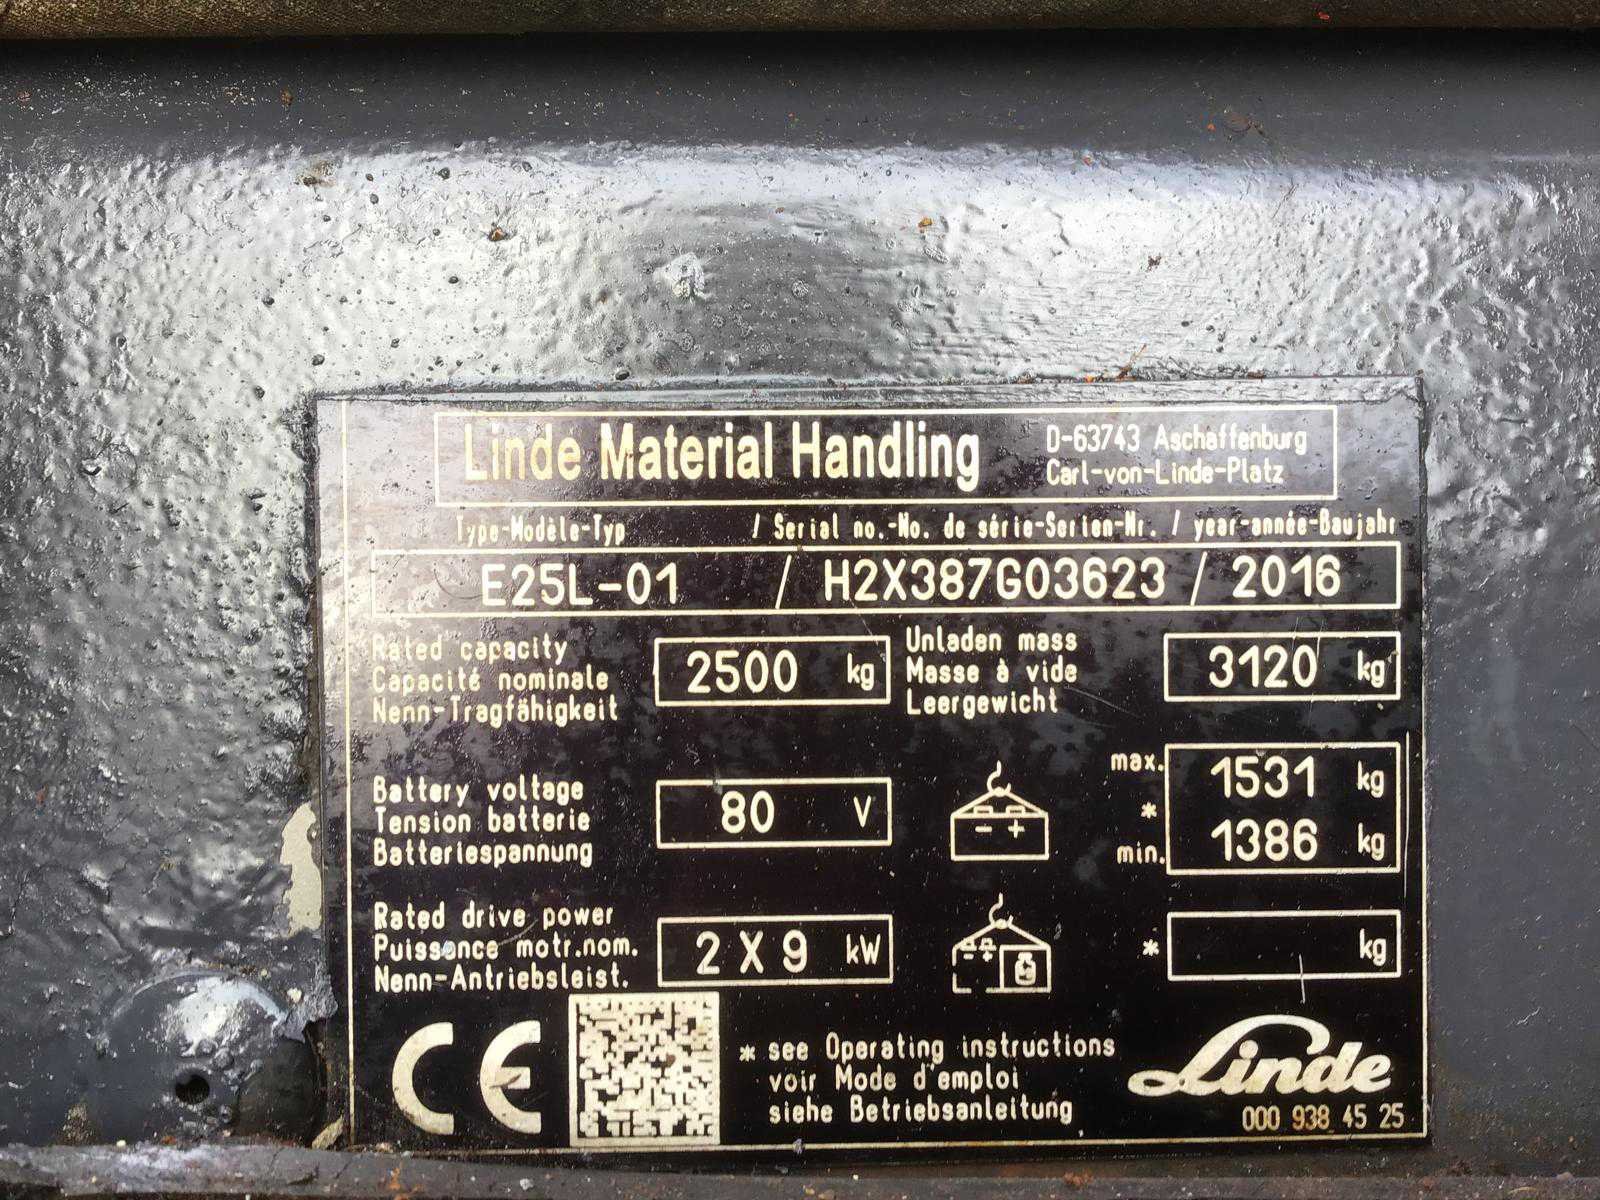 Linde Material Handling
D-63743 Aschaffenburg
Carl-von-Linde-Platz
Type-Modèle-Typ / Serial no.-No. de série-Serien-Nr. / year-année-Baujahr
E25L-01 / H2X387G03623 / 2016
Rated capacity
Capacité nominale
Nenn-Tragfähigkeit
2500 kg
Unladen mass
Masse à vide
Leergewicht
3120 kg
Battery voltage
Tension batterie
Batteriespannung
80 V
- +
max. 1531 kg
*
min. 1386 kg
Rated drive power
Puissance motr.nom.
Nenn-Antriebsleist.
2 X 9 kW
- +
* kg
CE
* see Operating instructions
voir Mode d'emploi
siehe Betriebsanleitung
Linde
000 938 45 25